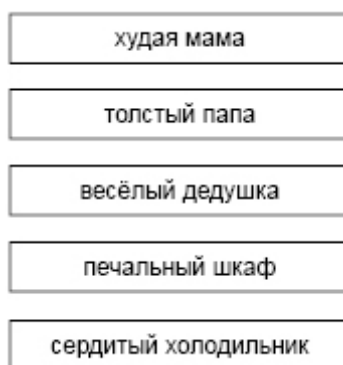 худая мама
толстый папа
весёлый дедушка
печальный шкаф
сердитый холодильник